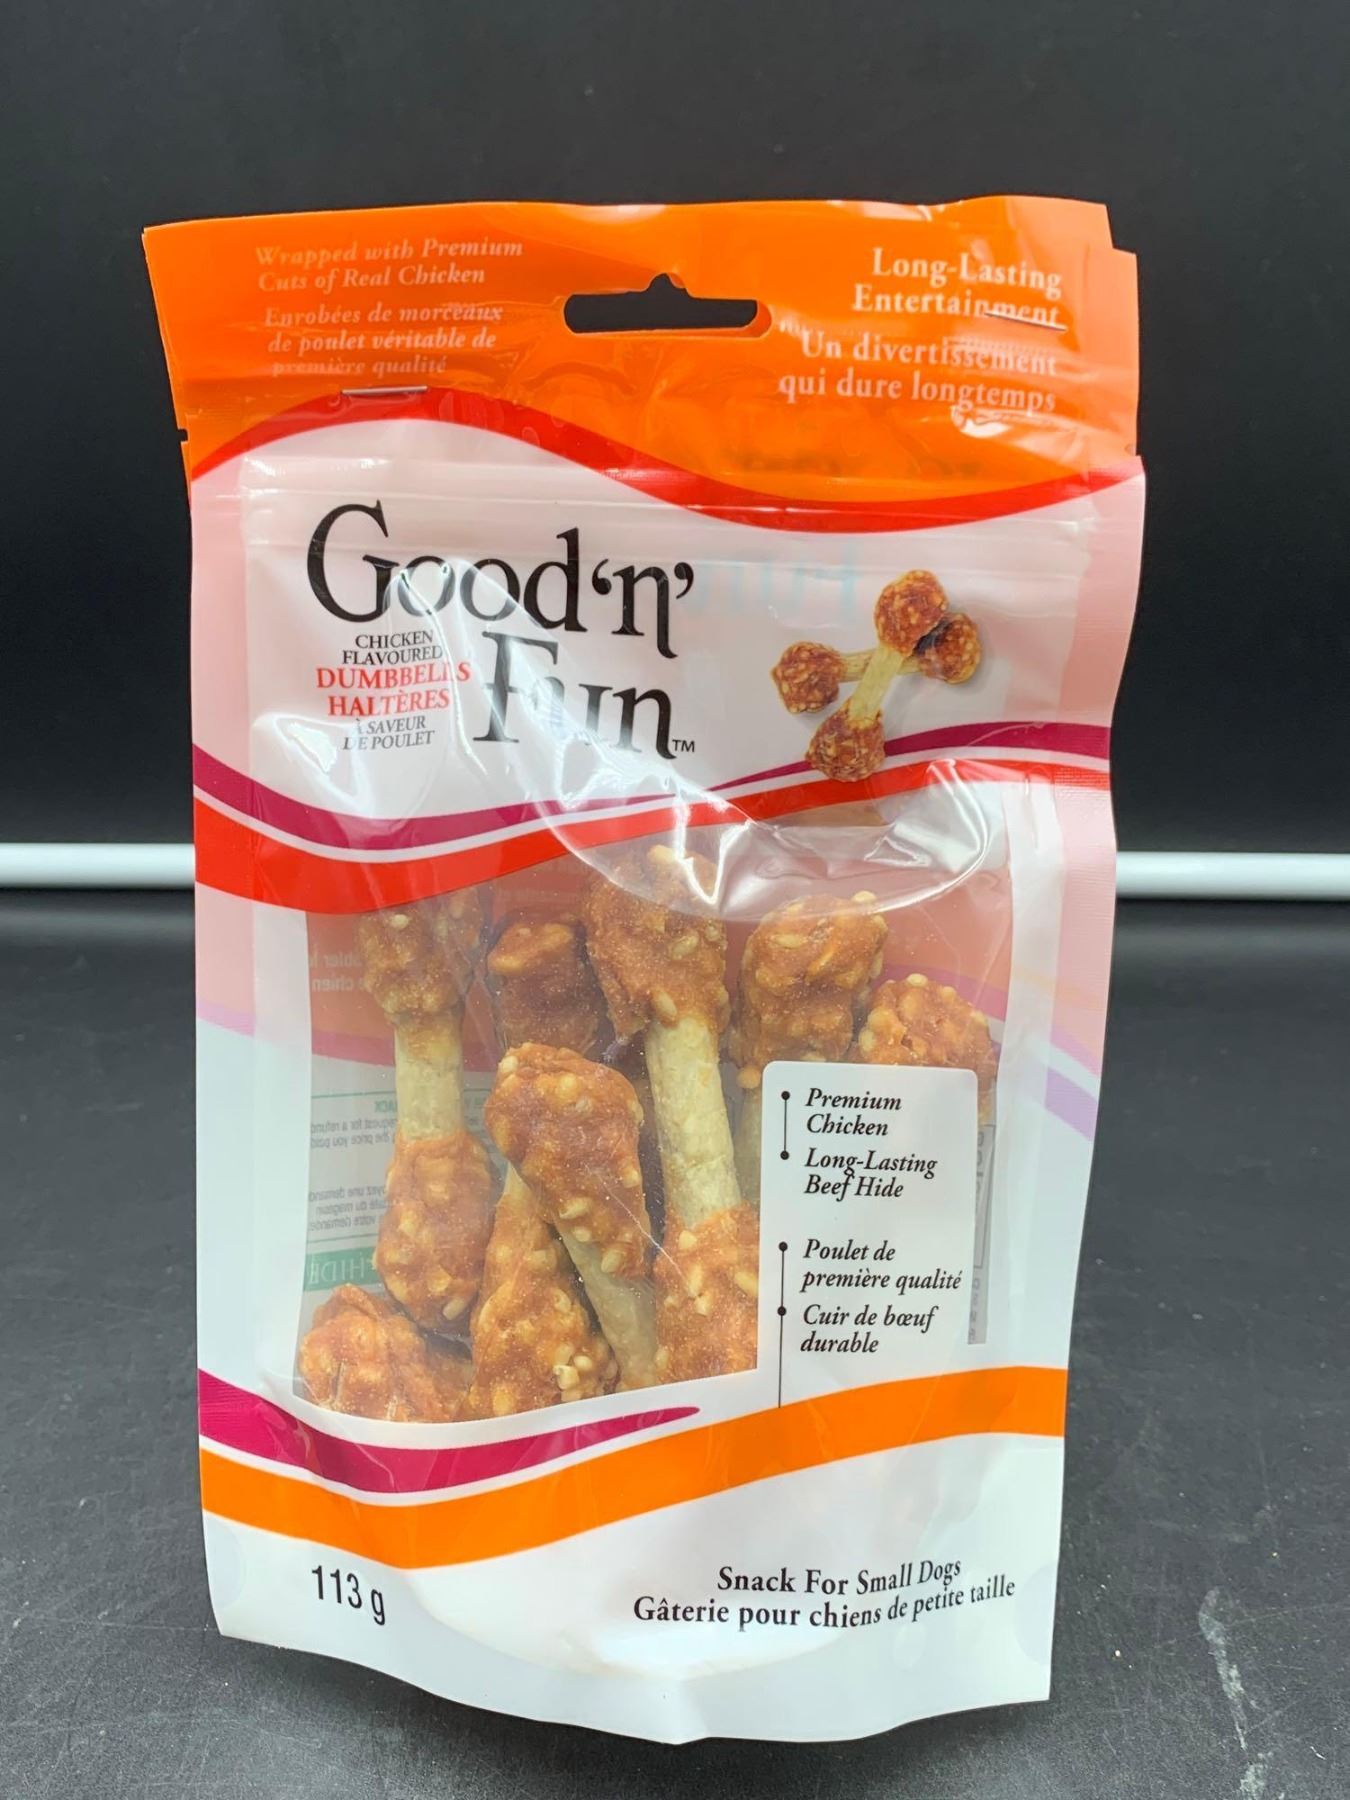 Wrapped with Premium
Cuts of Real Chicken
Enrobées de morceaux
de poulet véritable de
première qualité
Long-Lasting
Entertainment
Un divertissement
qui dure longtemps
Good ‘n’
Fun™
CHICKEN
FLAVOURED
DUMBBELLS
HALTÈRES
À SAVEUR
DE POULET
Premium
Chicken
Long-Lasting
Beef Hide
Poulet de
première qualité
Cuir de bœuf
durable
113 g
Snack For Small Dogs
Gâterie pour chiens de petite taille